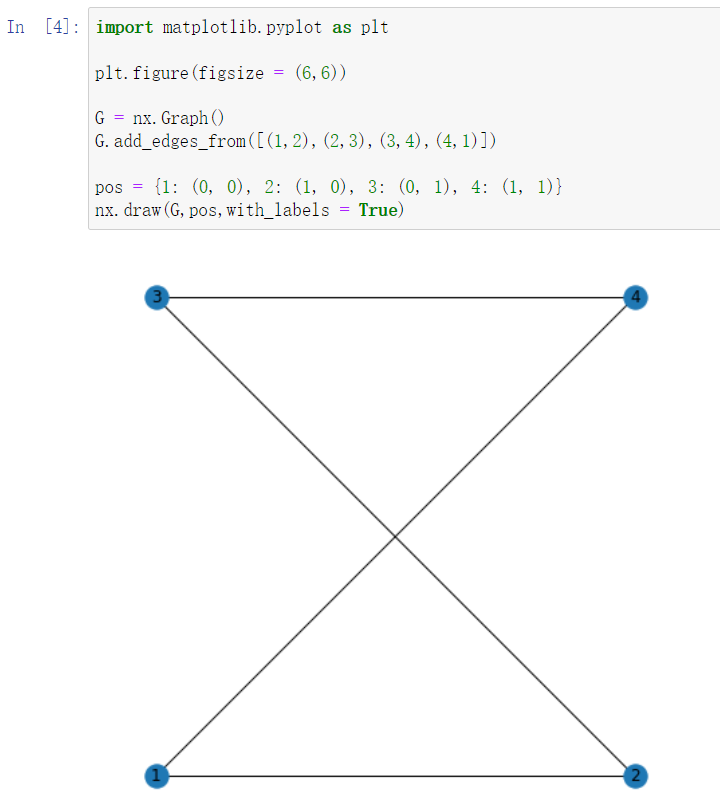 In [4]: import matplotlib.pyplot as plt
plt.figure(figsize = (6,6))
G = nx.Graph()
G.add_edges_from([(1,2),(2,3),(3,4),(4,1)])
pos = {1: (0, 0), 2: (1, 0), 3: (0, 1), 4: (1, 1)}
nx.draw(G,pos,with_labels = True)
3 4
1 2